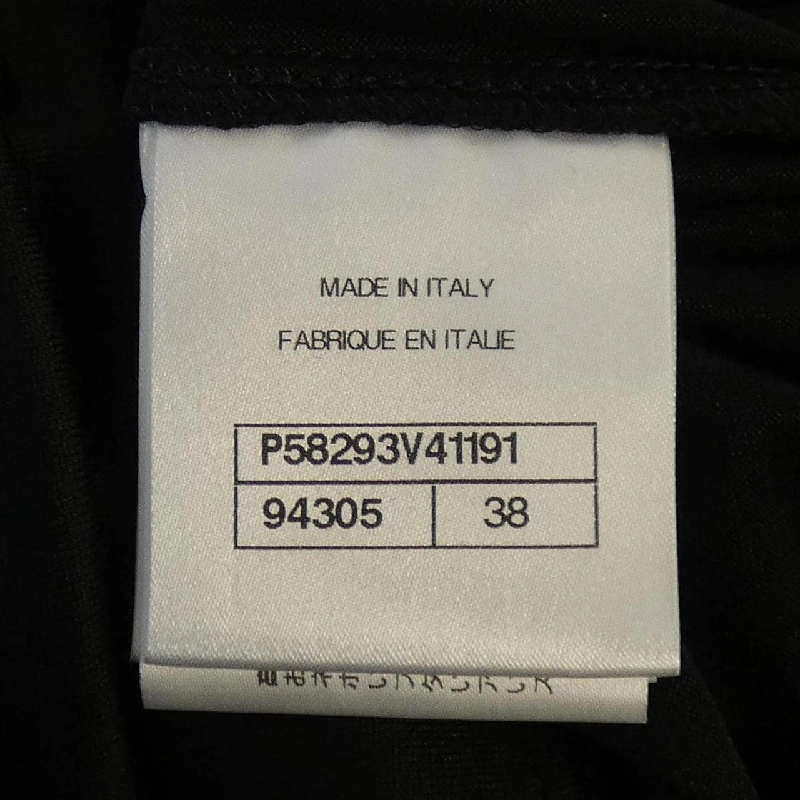 MADE IN ITALY
FABRIQUE EN ITALIE
P58293V41191
94305 38